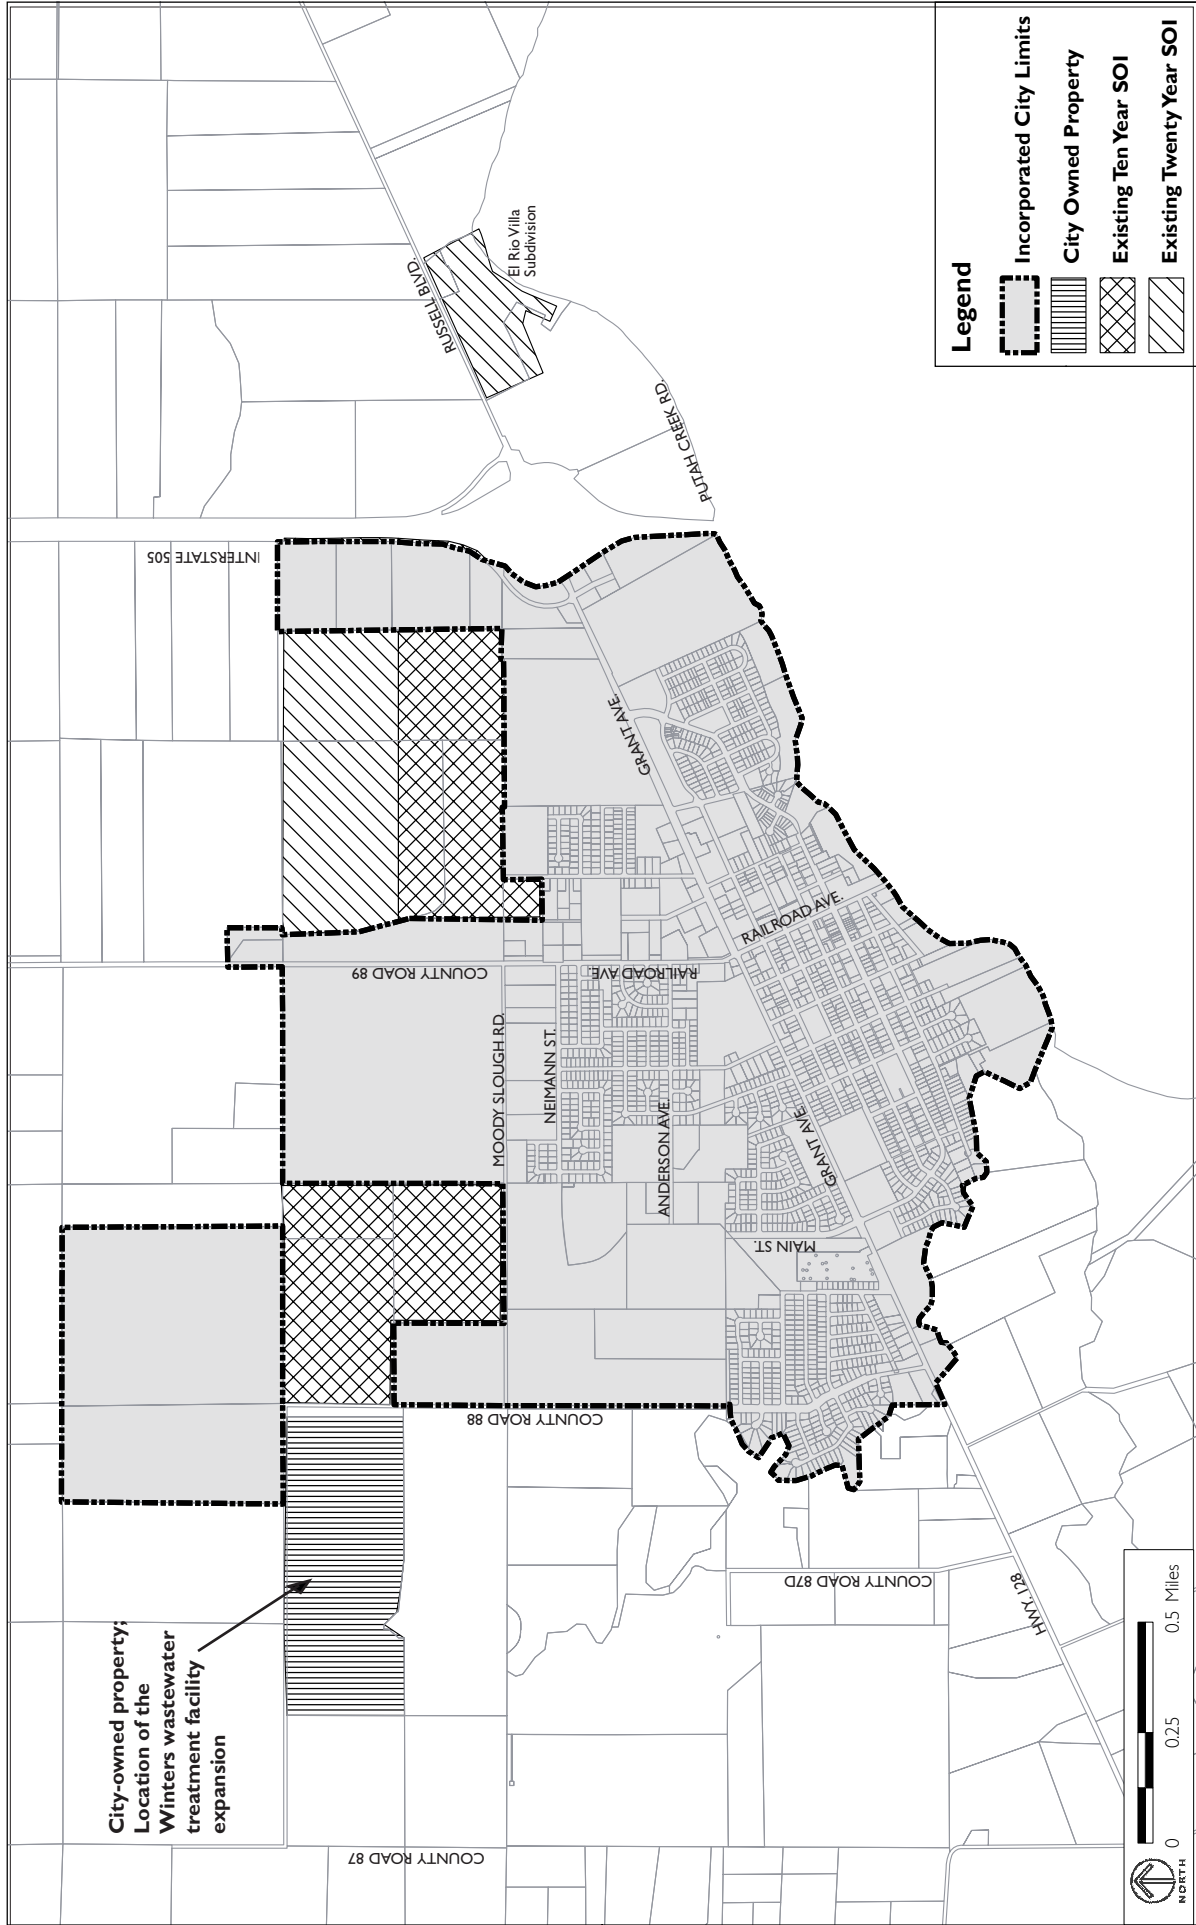 City-owned property;
Location of the
Winters wastewater
treatment facility
expansion
COUNTY ROAD 87
COUNTY ROAD 88
COUNTY ROAD 87D
HWY. 128
MAIN ST.
GRANT AVE.
ANDERSON AVE.
NEIMANN ST.
MOODY SLOUGH RD.
COUNTY ROAD 89
RAILROAD AVE.
RAILROAD AVE.
GRANT AVE.
INTERSTATE 505
PUTAH CREEK RD.
RUSSELL BLVD.
El Rio Villa
Subdivision
NORTH
0 0.25 0.5 Miles
Legend
Incorporated City Limits
City Owned Property
Existing Ten Year SOI
Existing Twenty Year SOI